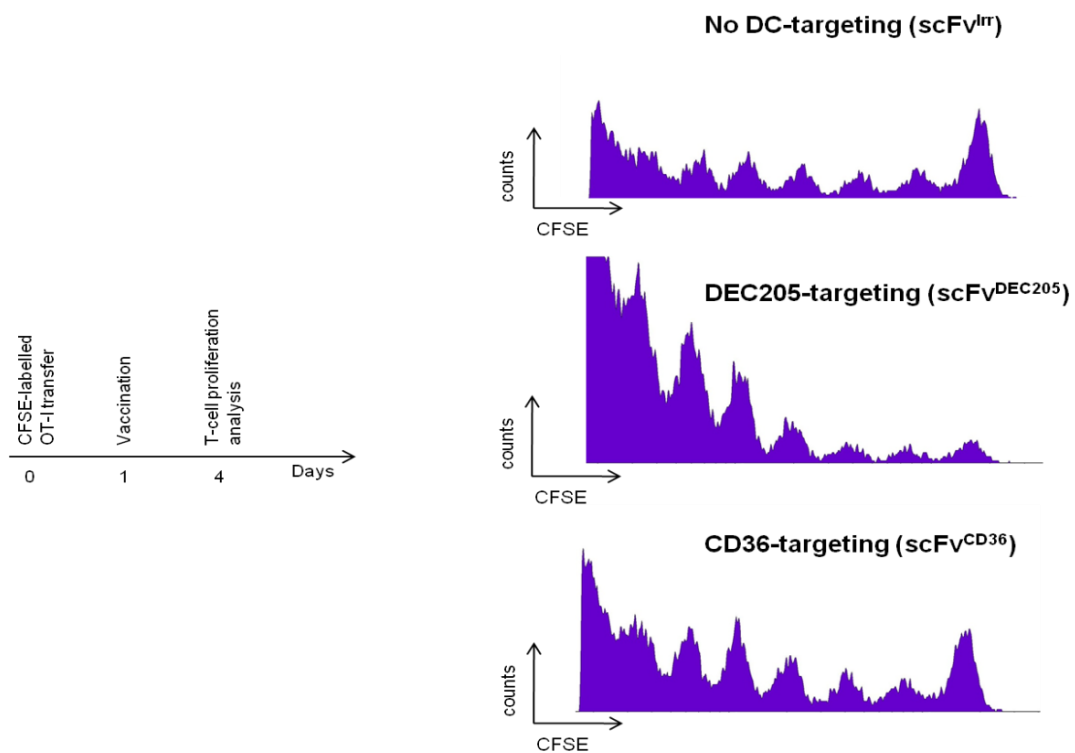 No DC-targeting (scFvIrr)
counts
CFSE
DEC205-targeting (scFvDEC205)
counts
CFSE
CFSE-labelled
OT-I transfer
Vaccination
T-cell proliferation
analysis
0
1
4
Days
CD36-targeting (scFvCD36)
counts
CFSE